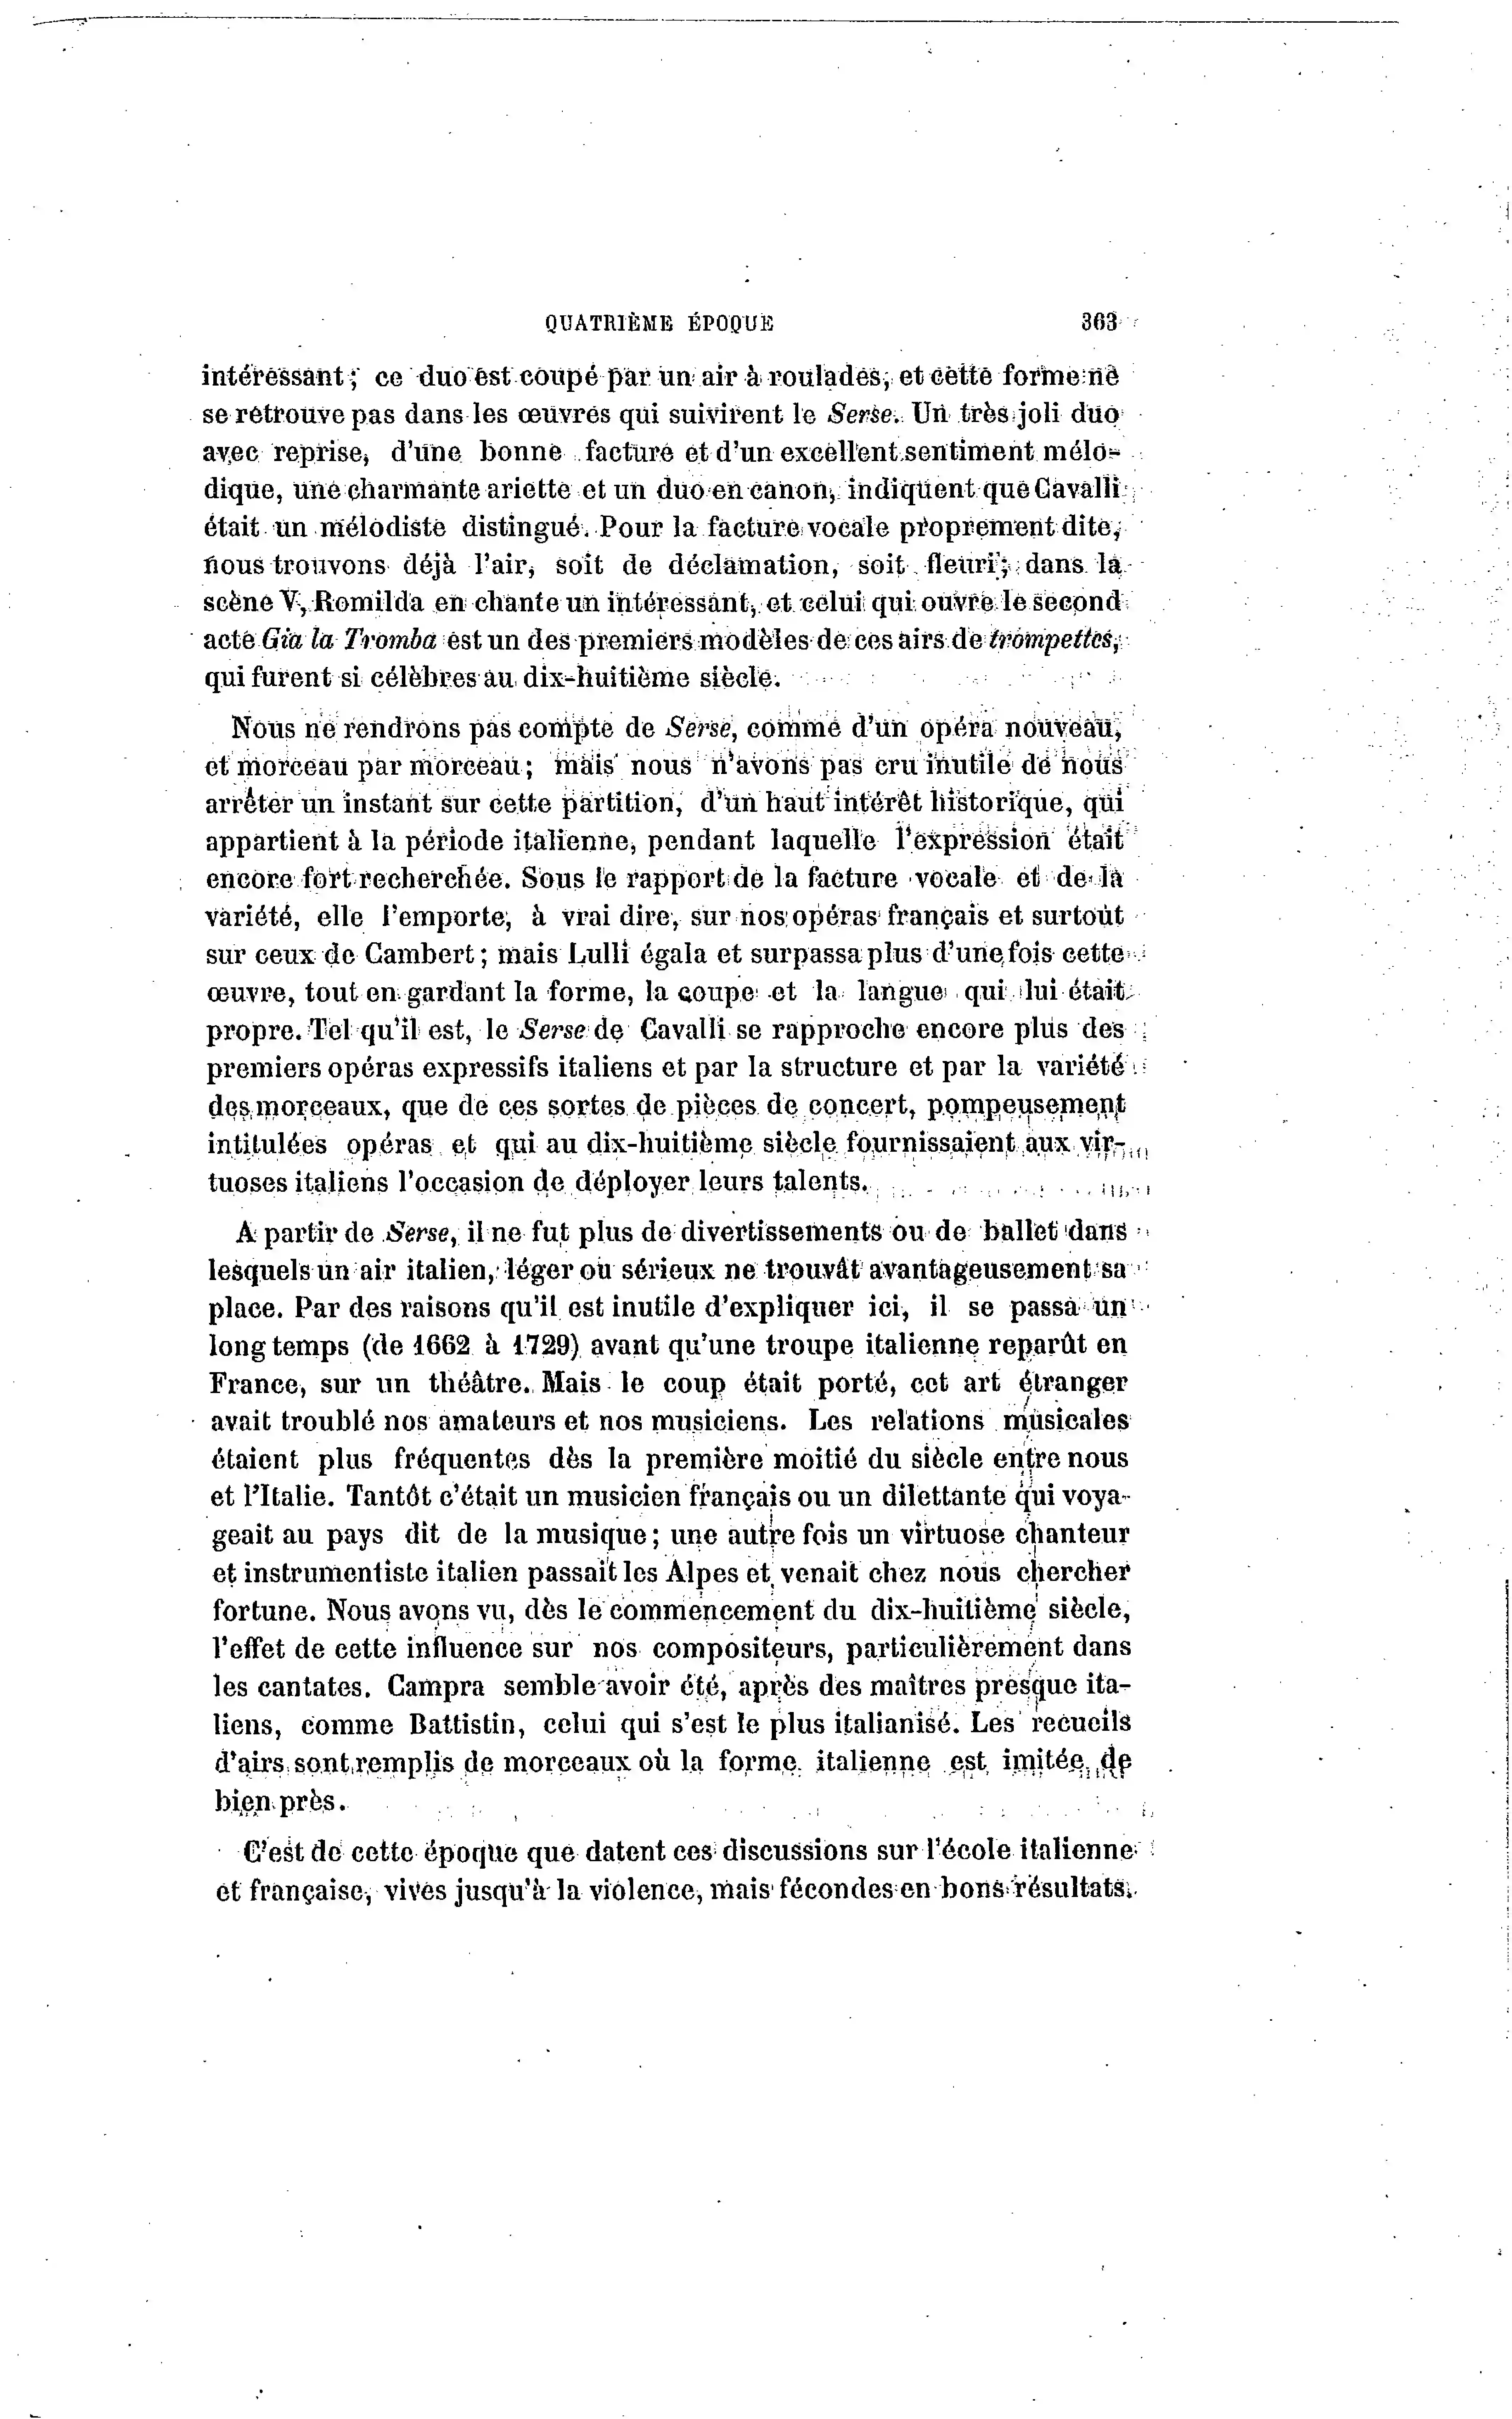 QUATRIÈME ÉPOQUE 363
intéressant; ce duo est coupé par un air à roulades, et cette forme ne
se retrouve pas dans les œuvres qui suivirent le Serse. Un très joli duo
avec reprise, d'une bonne facture et d'un excellent sentiment mélo-
dique, une charmante ariette et un duo en canon, indiquent que Cavalli
était un mélodiste distingué. Pour la facture vocale proprement dite,
nous trouvons déjà l'air, soit de déclamation, soit fleuri; dans la
scène V, Romilda en chante un intéressant, et celui qui ouvre le second
acte Gia la Tromba est un des premiers modèles de ces airs de trompettes,
qui furent si célèbres au dix-huitième siècle.
Nous ne rendrons pas compte de Serse, comme d'un opéra nouveau,
et morceau par morceau; mais nous n'avons pas cru inutile de nous
arrêter un instant sur cette partition, d'un haut intérêt historique, qui
appartient à la période italienne, pendant laquelle l'expression était
encore fort recherchée. Sous le rapport de la facture vocale et de la
variété, elle l'emporte, à vrai dire, sur nos opéras français et surtout
sur ceux de Cambert; mais Lulli égala et surpassa plus d'une fois cette
œuvre, tout en gardant la forme, la coupe et la langue qui lui était
propre. Tel qu'il est, le Serse de Cavalli se rapproche encore plus des
premiers opéras expressifs italiens et par la structure et par la variété
des morceaux, que de ces sortes de pièces de concert, pompeusement
intitulées opéras et qui au dix-huitième siècle fournissaient aux vir-
tuoses italiens l'occasion de déployer leurs talents.
A partir de Serse, il ne fut plus de divertissements ou de ballet dans
lesquels un air italien, léger ou sérieux ne trouvât avantageusement sa
place. Par des raisons qu'il est inutile d'expliquer ici, il se passa un
long temps (de 1662 à 1729) avant qu'une troupe italienne reparût en
France, sur un théâtre. Mais le coup était porté, cet art étranger
avait troublé nos amateurs et nos musiciens. Les relations musicales
étaient plus fréquentes dès la première moitié du siècle entre nous
et l'Italie. Tantôt c'était un musicien français ou un dilettante qui voya-
geait au pays dit de la musique; une autre fois un virtuose chanteur
et instrumentiste italien passait les Alpes et venait chez nous chercher
fortune. Nous avons vu, dès le commencement du dix-huitième siècle,
l'effet de cette influence sur nos compositeurs, particulièrement dans
les cantates. Campra semble avoir été, après des maîtres presque ita-
liens, comme Battistin, celui qui s'est le plus italianisé. Les recueils
d'airs sont remplis de morceaux où la forme italienne est imitée de
bien près.
C'est de cette époque que datent ces discussions sur l'école italienne
et française, vives jusqu'à la violence, mais fécondes en bons résultats.